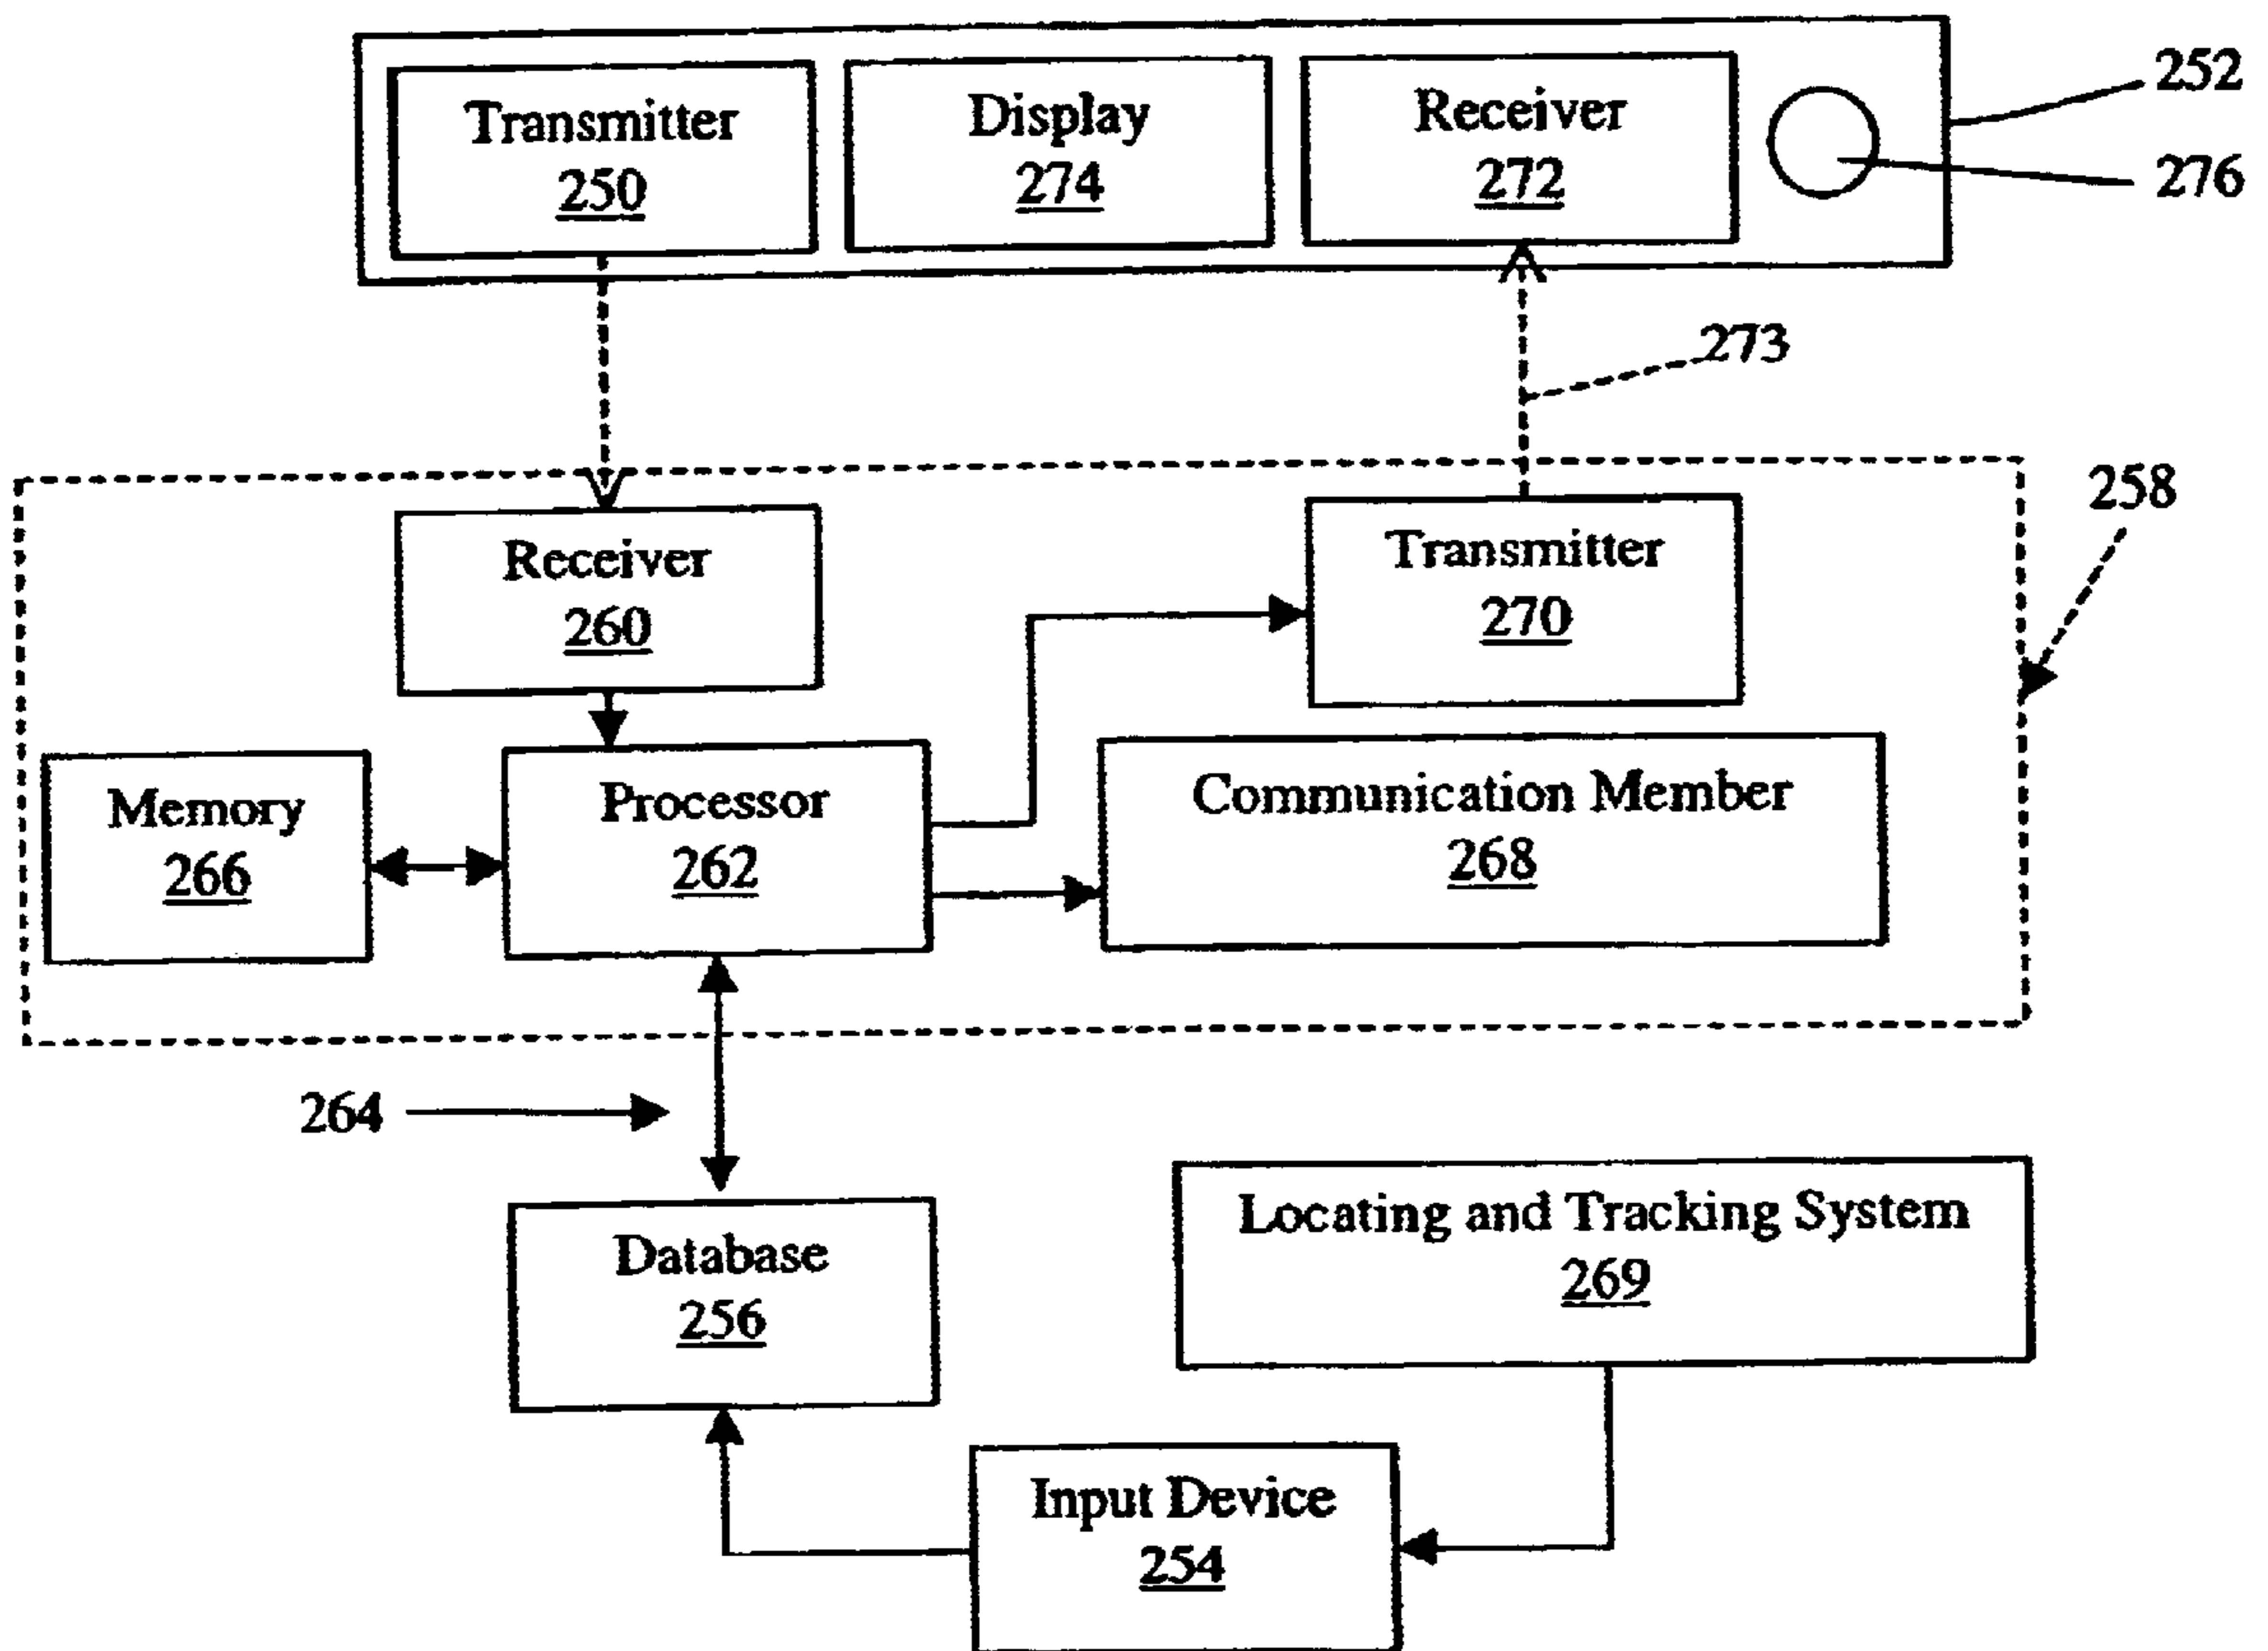 Transmitter
250
Display
274
Receiver
272
252
276
273
258
Receiver
260
Transmitter
270
Memory
266
Processor
262
Communication Member
268
264
Database
256
Locating and Tracking System
269
Input Device
254